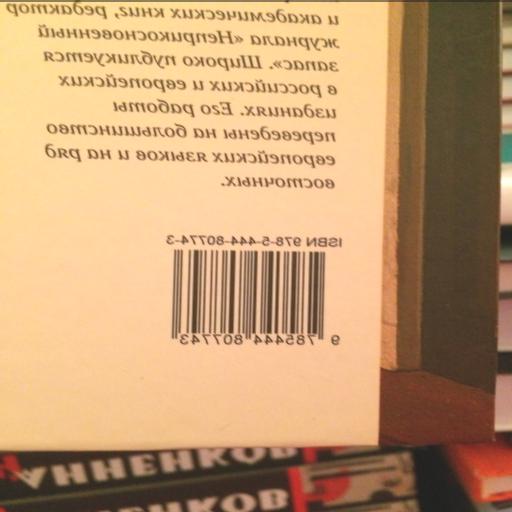 и академических книг, редактор
журнала «Неприкосновенный
запас». Широко публикуется
в российских и европейских
изданиях. Его работы
переведены на большинство
европейских языков и на ряд
восточных.
ISBN 978-5-444-80774-3
9 785444 807743
АННЕНКОВ